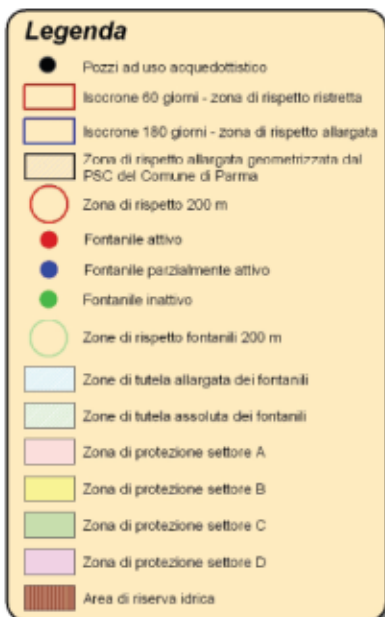 Legenda
Pozzi ad uso acquedottistico
Isocrone 60 giorni - zona di rispetto ristretta
Isocrone 180 giorni - zona di rispetto allargata
Zona di rispetto allargata geometrizzata dal
PSC del Comune di Parma
Zona di rispetto 200 m
Fontanile attivo
Fontanile parzialmente attivo
Fontanile inattivo
Zone di rispetto fontanili 200 m
Zone di tutela allargata dei fontanili
Zone di tutela assoluta dei fontanili
Zona di protezione settore A
Zona di protezione settore B
Zona di protezione settore C
Zona di protezione settore D
Area di riserva idrica